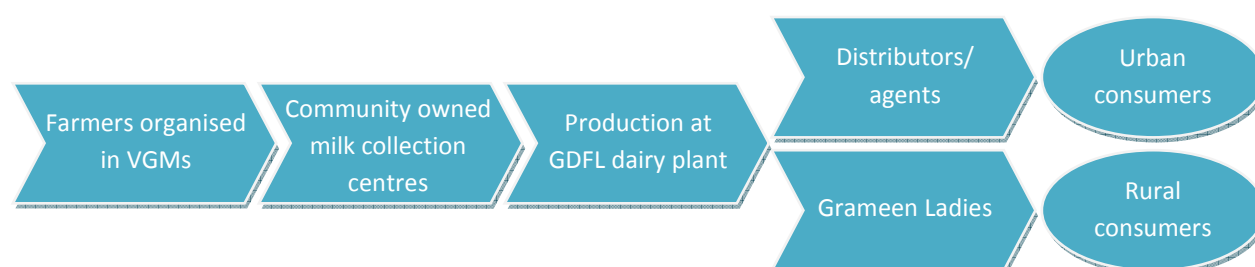 Farmers organised
in VGMs
Community owned
milk collection
centres
Production at
GDFL dairy plant
Distributors/
agents
Urban
consumers
Grameen Ladies
Rural
consumers